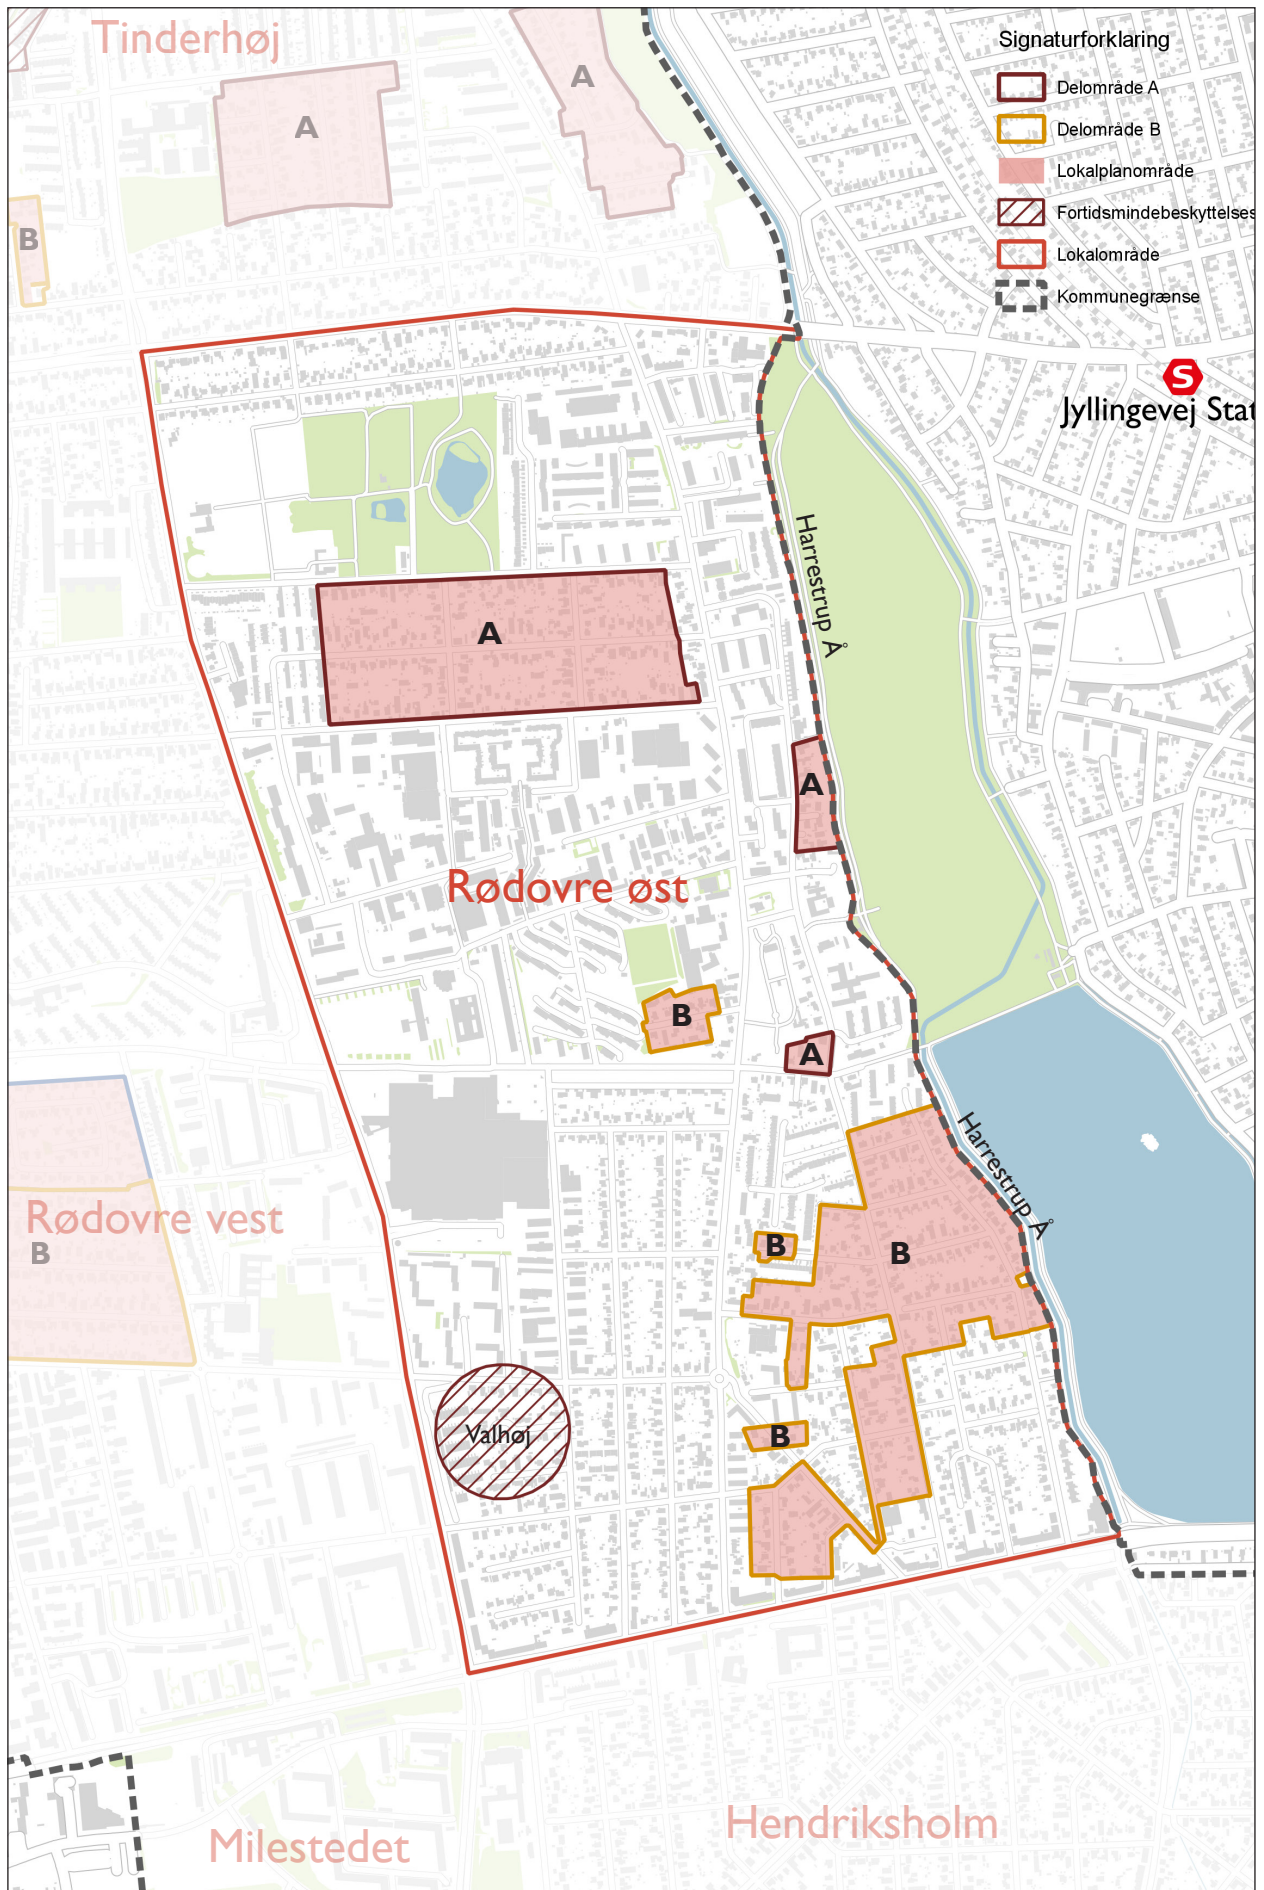 Tinderhøj
A
A
B
Signaturforklaring
Delområde A
Delområde B
Lokalplanområde
Fortidsmindebeskyttelses
Lokalområde
Kommunegrænse
S
Jyllingevej Stat
Harrestrup Å
A
A
Rødovre øst
B
A
Harrestrup Å
Rødovre vest
B
B
B
Valhøj
B
Hendriksholm
Milestedet